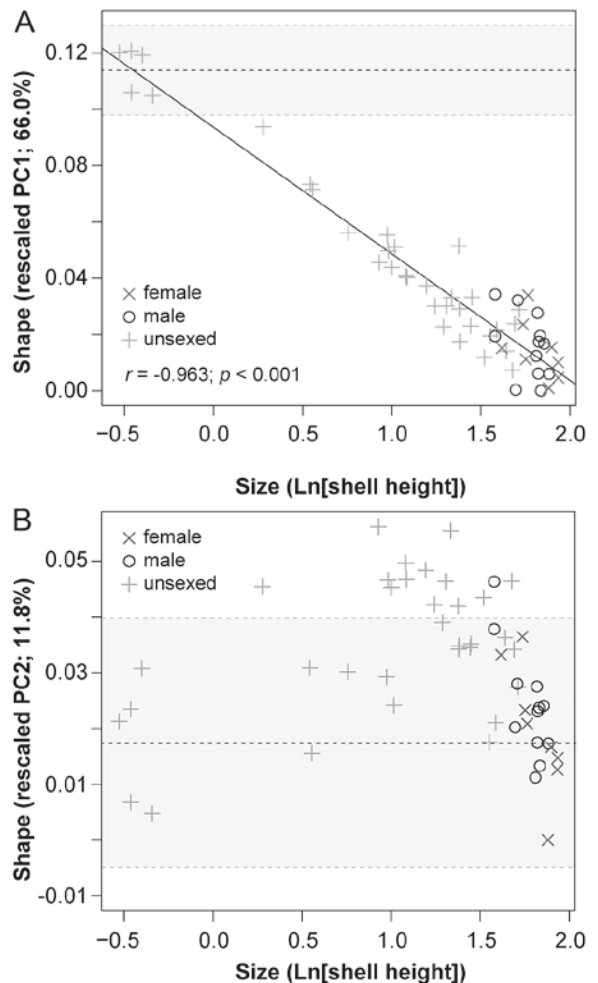 A
Shape (rescaled PC1; 66.0%)
0.12
0.08
0.04
0.00
female
male
unsexed
r = -0.963; p < 0.001
−0.5 0.0 0.5 1.0 1.5 2.0
Size (Ln[shell height])
B
Shape (rescaled PC2; 11.8%)
female
male
unsexed
0.05
0.03
0.01
-0.01
−0.5 0.0 0.5 1.0 1.5 2.0
Size (Ln[shell height])